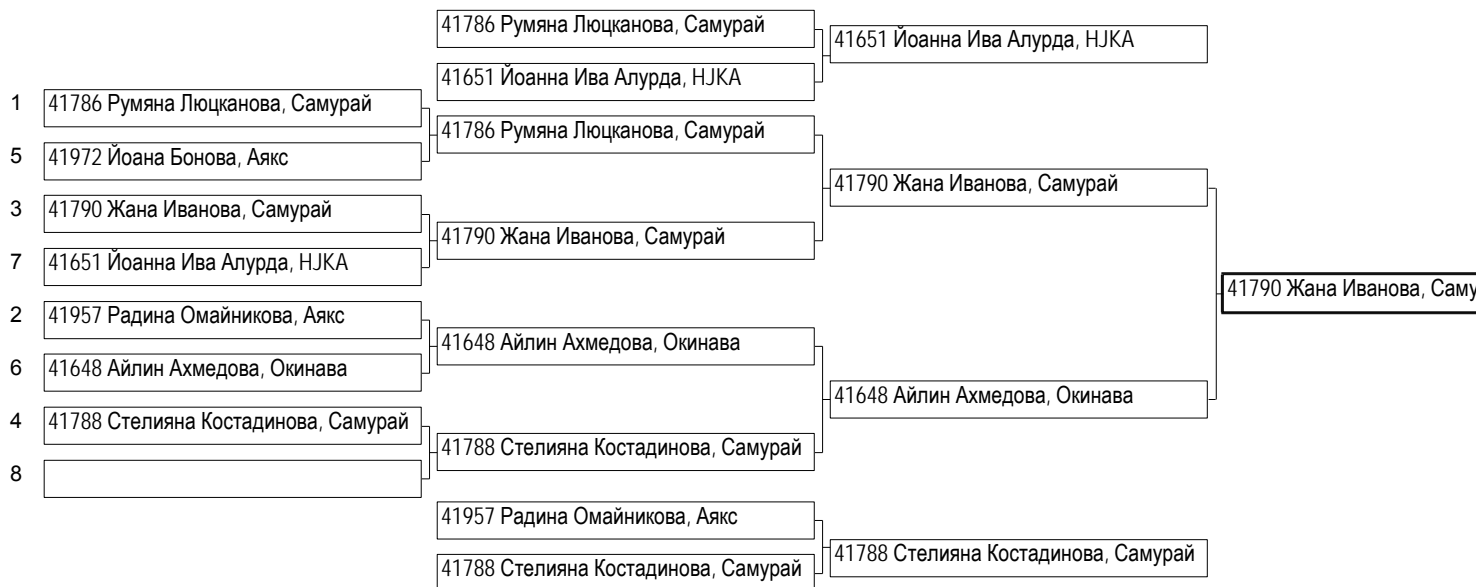 41786 Румяна Люцканова, Самурай
41651 Йоанна Ива Алурда, HJKA
41651 Йоанна Ива Алурда, HJKA
1 41786 Румяна Люцканова, Самурай
41786 Румяна Люцканова, Самурай
5 41972 Йоана Бонова, Аякс
41790 Жана Иванова, Самурай
3 41790 Жана Иванова, Самурай
41790 Жана Иванова, Самурай
7 41651 Йоанна Ива Алурда, HJKA
41790 Жана Иванова, Саму
2 41957 Радина Омайникова, Аякс
41648 Айлин Ахмедова, Окинава
6 41648 Айлин Ахмедова, Окинава
41648 Айлин Ахмедова, Окинава
4 41788 Стелияна Костадинова, Самурай
41788 Стелияна Костадинова, Самурай
8
41957 Радина Омайникова, Аякс
41788 Стелияна Костадинова, Самурай
41788 Стелияна Костадинова, Самурай